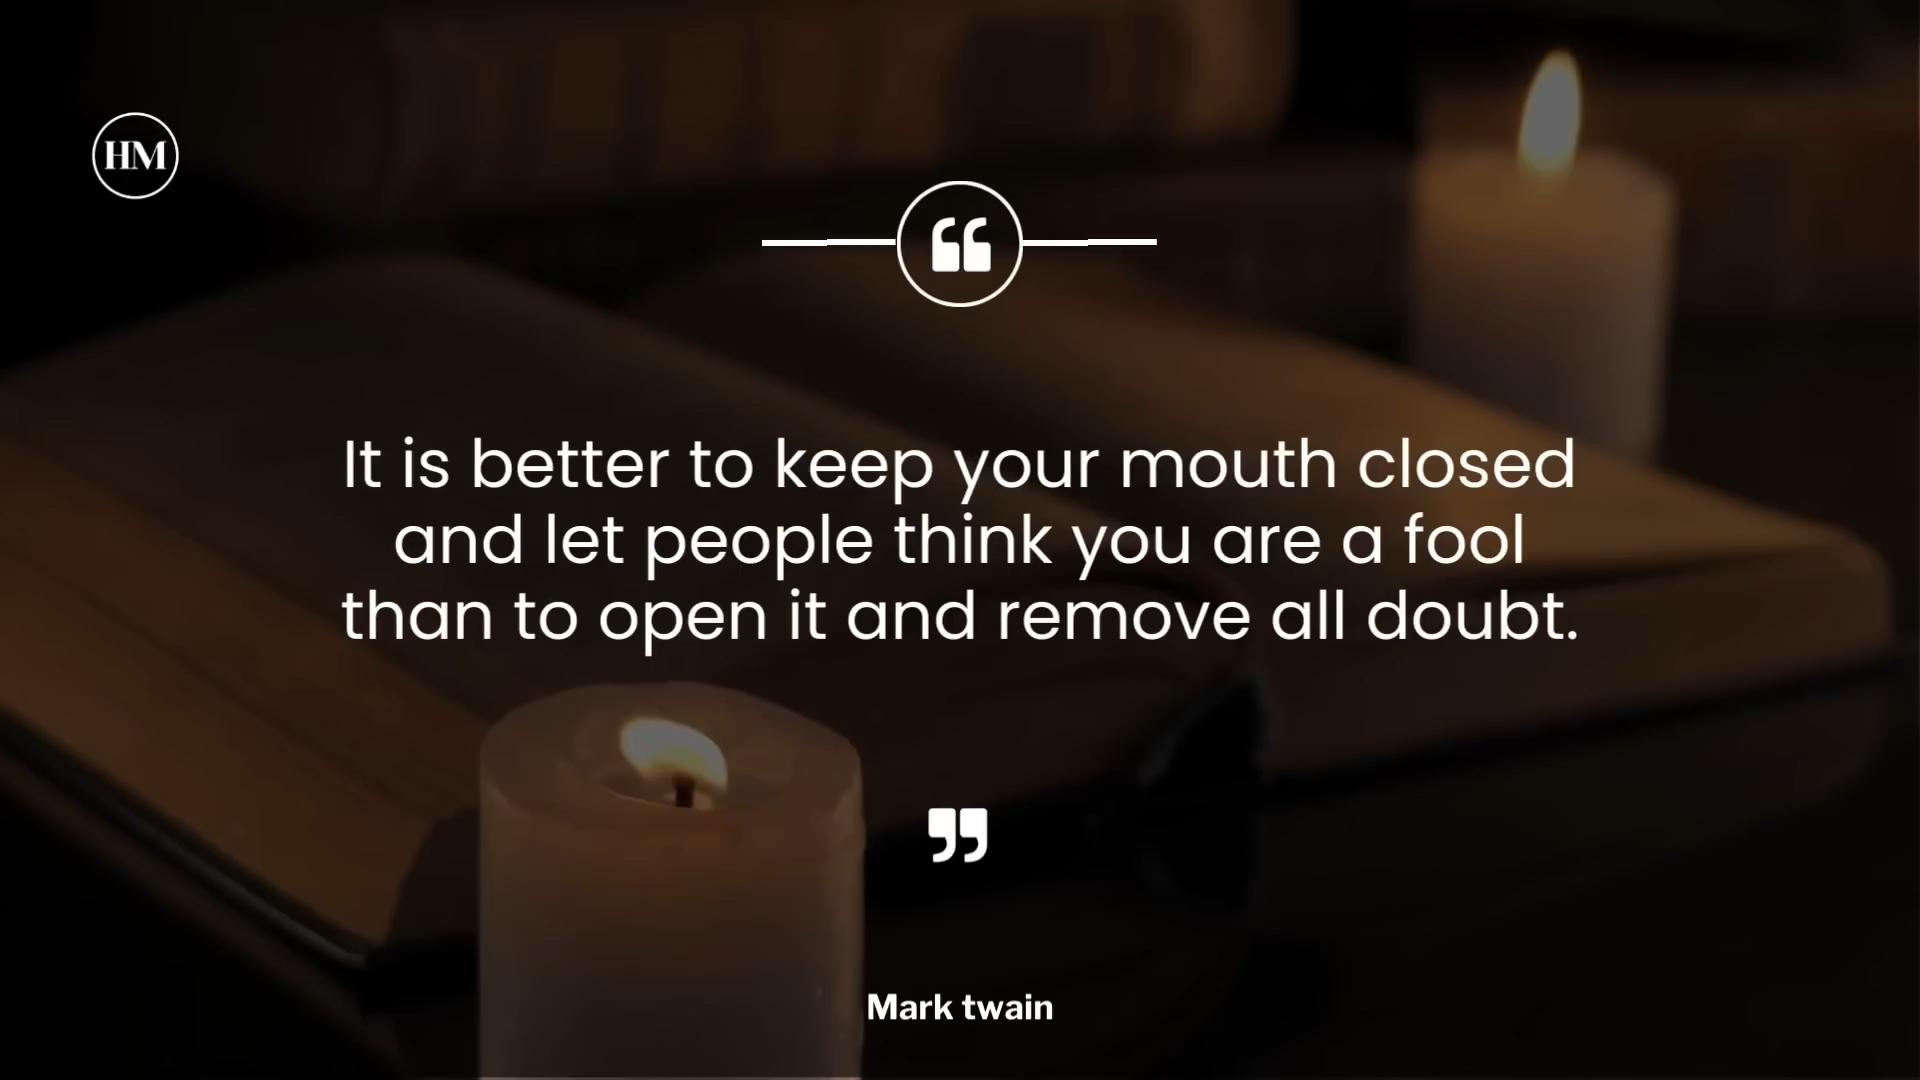 HM
❝
It is better to keep your mouth closed
and let people think you are a fool
than to open it and remove all doubt.
❞
Mark twain